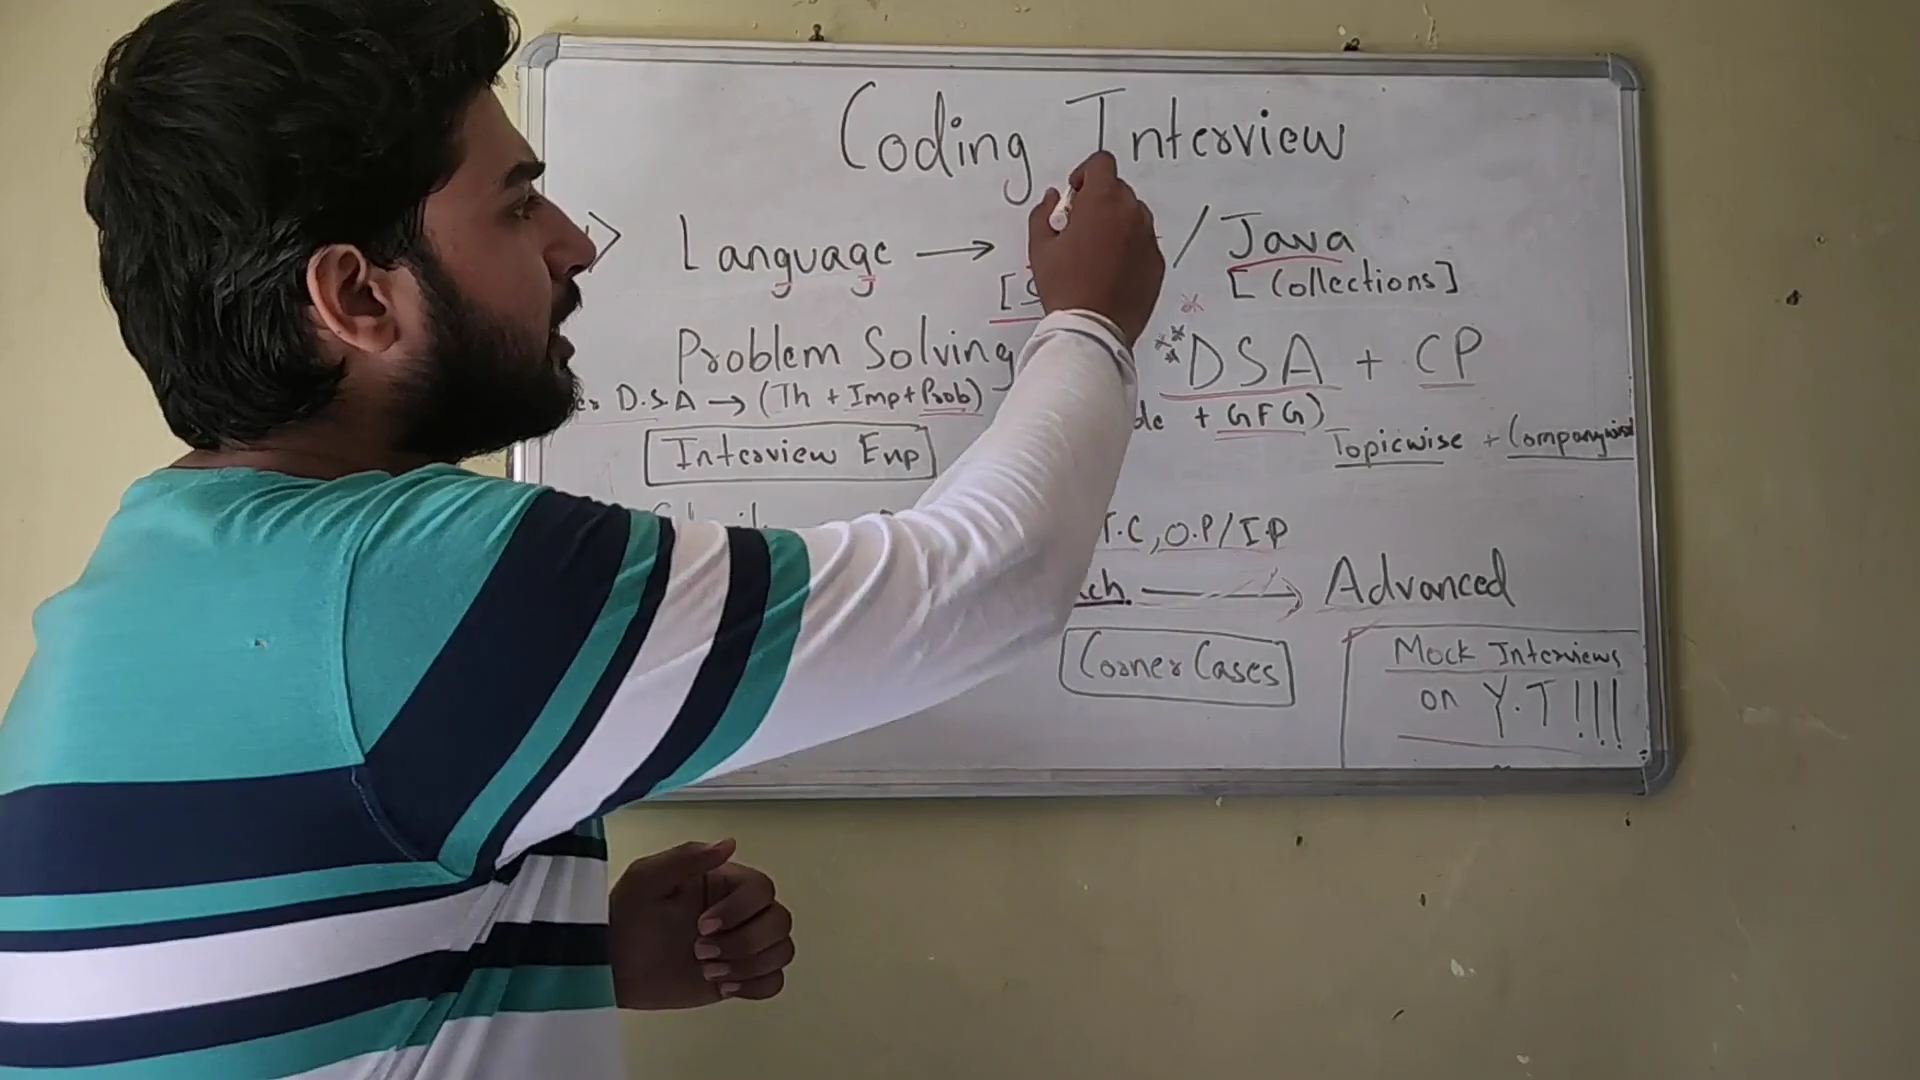 Coding Interview
Language → / Java
[ Collections ]
Problem Solving DSA + CP
D.S.A → (Th + Imp + Prob) + GFG)
Topicwise + Companywise
Interview Exp
T.C, O.P/I.P
→ Advanced
Corner Cases
Mock Interviews
on Y.T!!!